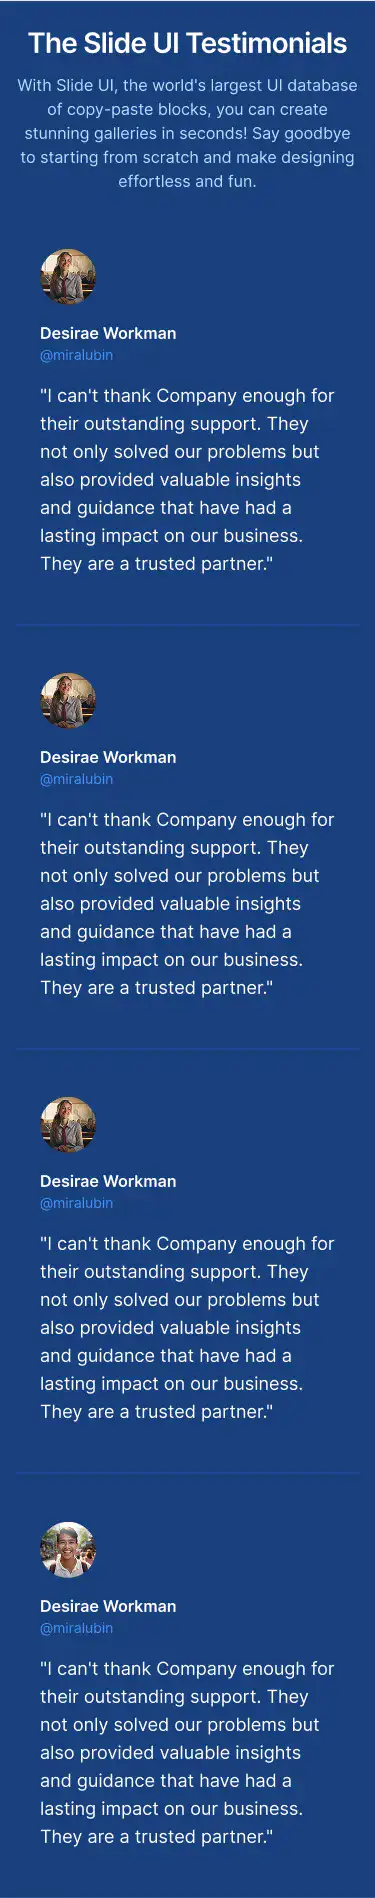 The Slide UI Testimonials
With Slide UI, the world's largest UI database
of copy-paste blocks, you can create
stunning galleries in seconds! Say goodbye
to starting from scratch and make designing
effortless and fun.
Desirae Workman
@miralubin
"I can't thank Company enough for
their outstanding support. They
not only solved our problems but
also provided valuable insights
and guidance that have had a
lasting impact on our business.
They are a trusted partner."
Desirae Workman
@miralubin
"I can't thank Company enough for
their outstanding support. They
not only solved our problems but
also provided valuable insights
and guidance that have had a
lasting impact on our business.
They are a trusted partner."
Desirae Workman
@miralubin
"I can't thank Company enough for
their outstanding support. They
not only solved our problems but
also provided valuable insights
and guidance that have had a
lasting impact on our business.
They are a trusted partner."
Desirae Workman
@miralubin
"I can't thank Company enough for
their outstanding support. They
not only solved our problems but
also provided valuable insights
and guidance that have had a
lasting impact on our business.
They are a trusted partner."